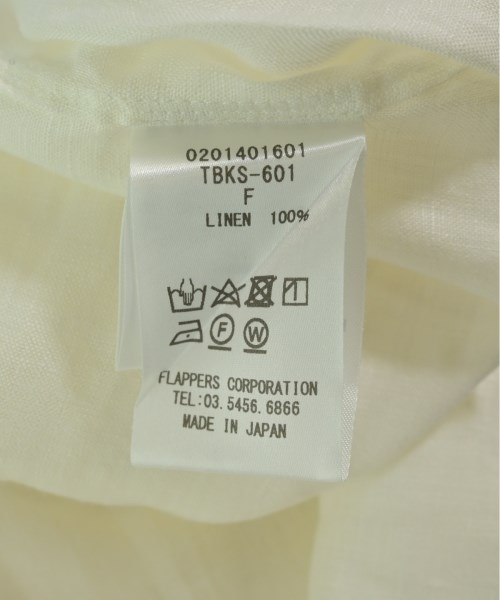 0201401601
TBKS-601
F
LINEN 100%
F W
FLAPPERS CORPORATION
TEL:03.5456.6866
MADE IN JAPAN